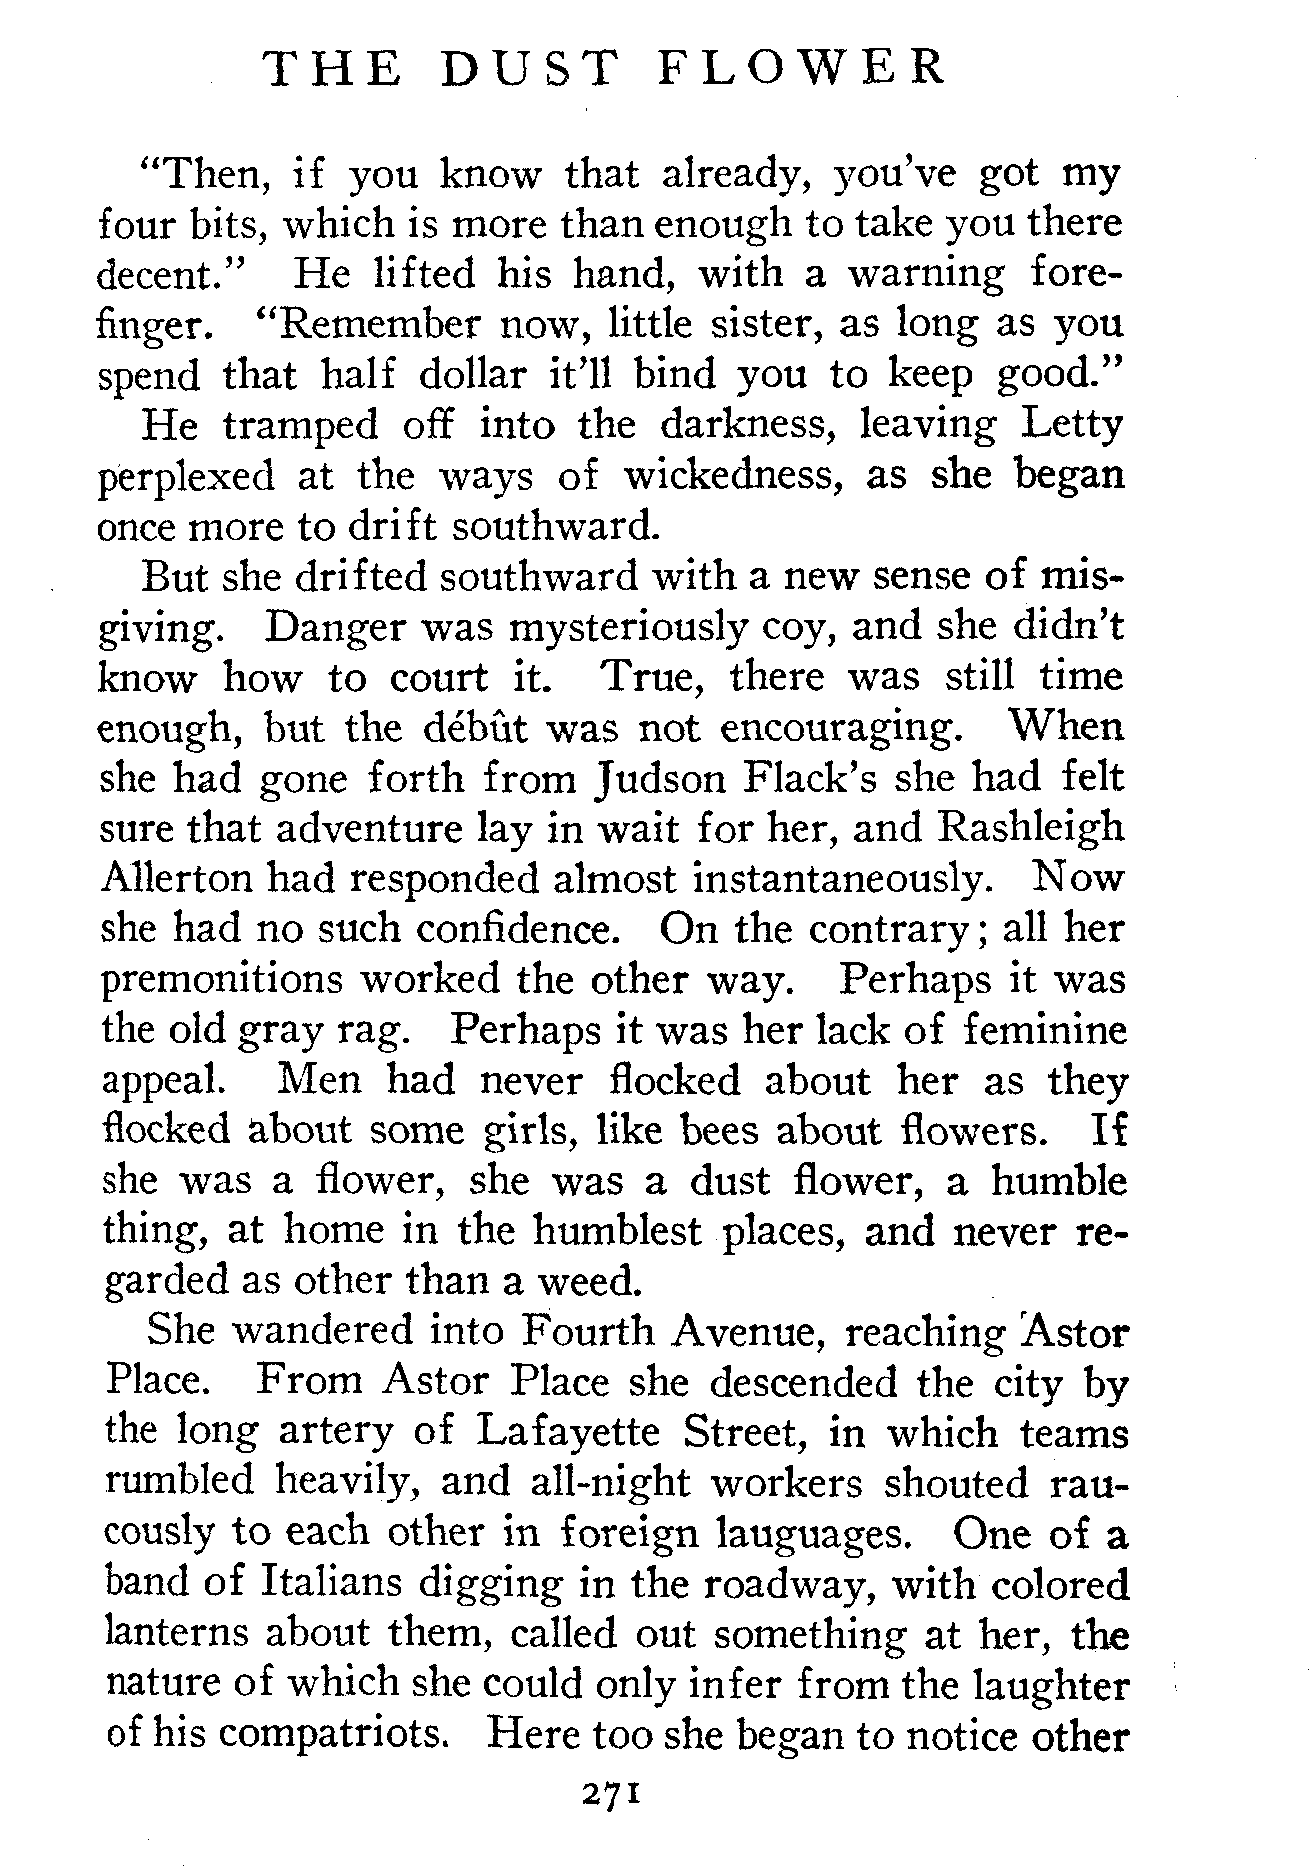 THE DUST FLOWER
“Then, if you know that already, you've got my
four bits, which is more than enough to take you there
decent.” He lifted his hand, with a warning fore-
finger. “Remember now, little sister, as long as you
spend that half dollar it'll bind you to keep good.”
He tramped off into the darkness, leaving Letty
perplexed at the ways of wickedness, as she began
once more to drift southward.
But she drifted southward with a new sense of mis-
giving. Danger was mysteriously coy, and she didn't
know how to court it. True, there was still time
enough, but the débût was not encouraging. When
she had gone forth from Judson Flack's she had felt
sure that adventure lay in wait for her, and Rashleigh
Allerton had responded almost instantaneously. Now
she had no such confidence. On the contrary; all her
premonitions worked the other way. Perhaps it was
the old gray rag. Perhaps it was her lack of feminine
appeal. Men had never flocked about her as they
flocked about some girls, like bees about flowers. If
she was a flower, she was a dust flower, a humble
thing, at home in the humblest places, and never re-
garded as other than a weed.
She wandered into Fourth Avenue, reaching Astor
Place. From Astor Place she descended the city by
the long artery of Lafayette Street, in which teams
rumbled heavily, and all-night workers shouted rau-
cously to each other in foreign lauguages. One of a
band of Italians digging in the roadway, with colored
lanterns about them, called out something at her, the
nature of which she could only infer from the laughter
of his compatriots. Here too she began to notice other
271